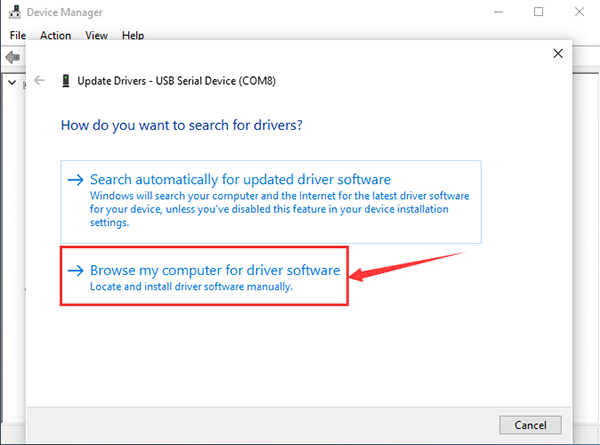 Device Manager
File Action View Help
Update Drivers - USB Serial Device (COM8)
How do you want to search for drivers?
Search automatically for updated driver software
Windows will search your computer and the Internet for the latest driver software
for your device, unless you've disabled this feature in your device installation
settings.
Browse my computer for driver software
Locate and install driver software manually.
Cancel